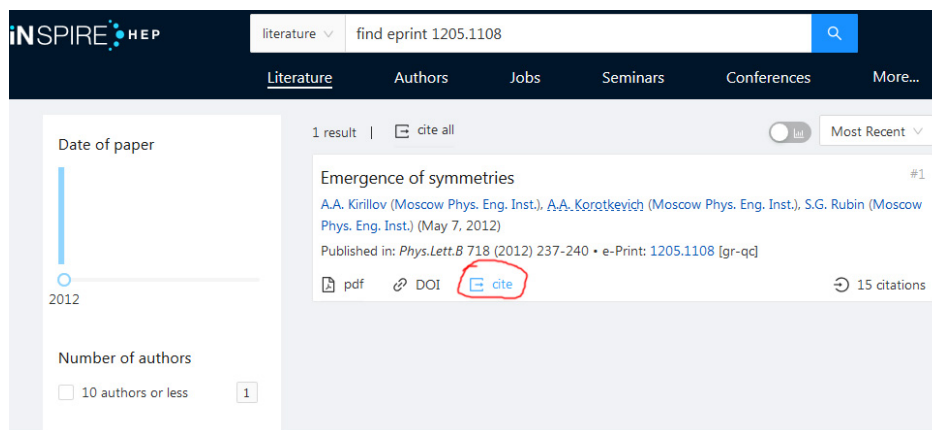 iNSPIRE HEP
literature
find eprint 1205.1108
Literature
Authors
Jobs
Seminars
Conferences
More...
Date of paper
2012
Number of authors
10 authors or less
1
1 result | cite all
Most Recent
Emergence of symmetries
#1
A.A. Kirillov (Moscow Phys. Eng. Inst.), A.A. Korotkevich (Moscow Phys. Eng. Inst.), S.G. Rubin (Moscow
Phys. Eng. Inst.) (May 7, 2012)
Published in: Phys.Lett.B 718 (2012) 237-240 • e-Print: 1205.1108 [gr-qc]
pdf
DOI
cite
15 citations